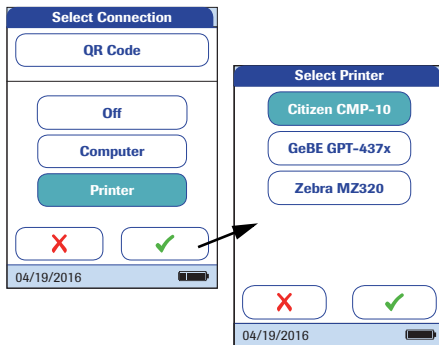 Select Connection
QR Code
Off
Computer
Printer
04/19/2016
Select Printer
Citizen CMP-10
GeBE GPT-437x
Zebra MZ320
04/19/2016